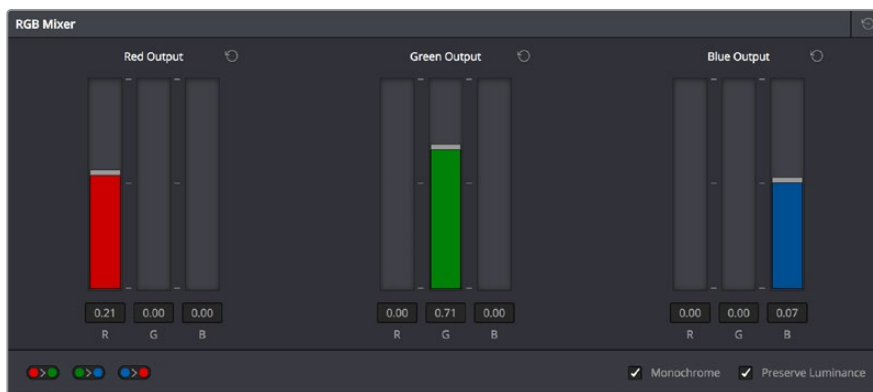 RGB Mixer
Red Output
Green Output
Blue Output
0.21 0.00 0.00
0.00 0.71 0.00
0.00 0.00 0.07
R G B
R G B
R G B
Monochrome
Preserve Luminance